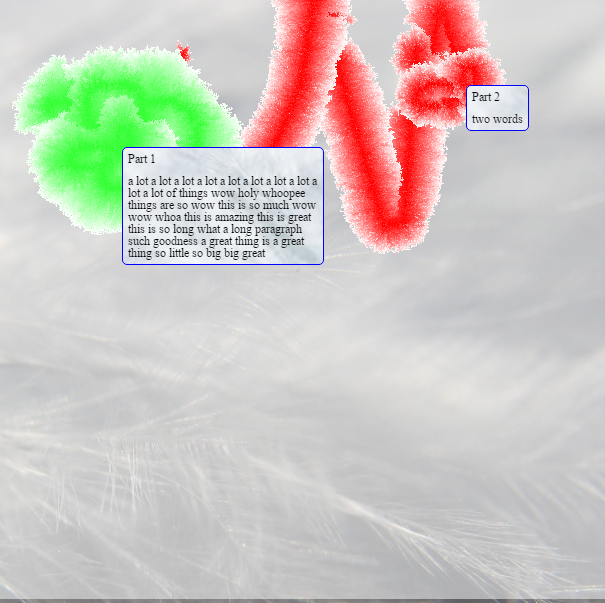 Part 2
two words
Part 1
a lot a lot a lot a lot a lot a lot a lot a lot a
lot a lot of things wow holy whoopee
things are so wow this is so much wow
wow whoa this is amazing this is great
this is so long what a long paragraph
such goodness a great thing is a great
thing so little so big big great